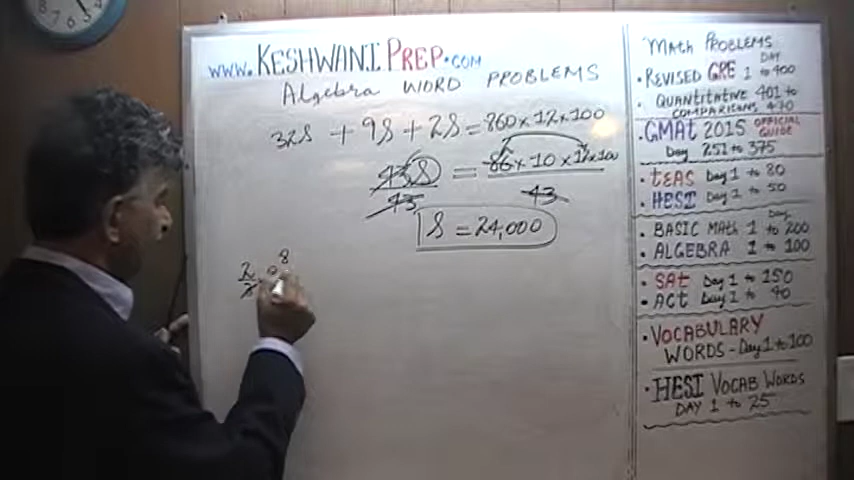 www.KESHWANIPREP.COM
Algebra WORD PROBLEMS
32S + 9S + 2S = 860 x 12 x 100
43S = 86 x 10 x 12 x 100
43 43
S = 24,000
8
2
MATH PROBLEMS
• REVISED GRE DAY 1 to 400
• QUANTITATIVE COMPARISONS 401 to 470
• GMAT 2015 OFFICIAL GUIDE
Day 251 to 375
• TEAS Day 1 to 80
• HESI Day 1 to 50
• BASIC MATH Day 1 to 200
• ALGEBRA 1 to 100
• SAT Day 1 to 150
• ACT Day 1 to 40
• VOCABULARY
WORDS - Day 1 to 100
• HESI VOCAB WORDS
DAY 1 to 25